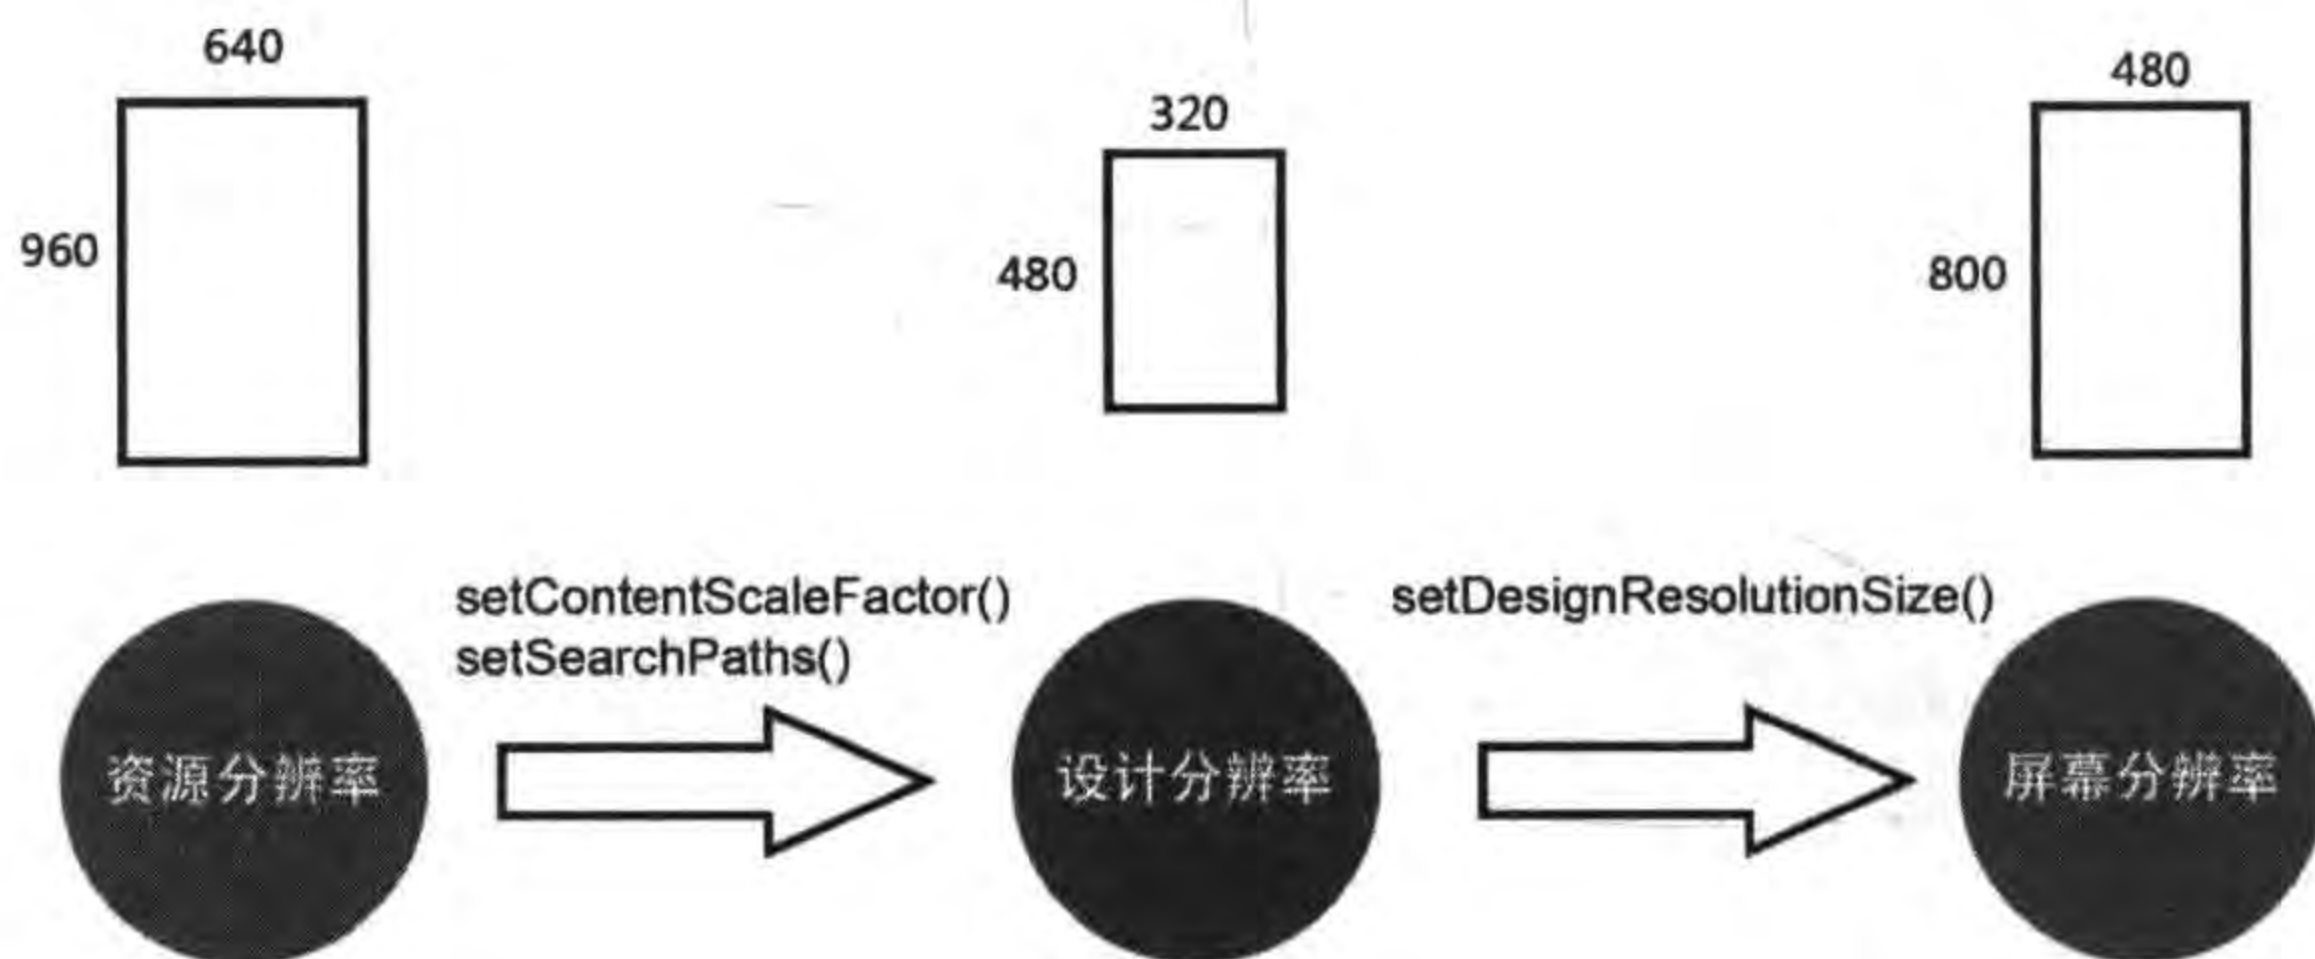 640
960
320
480
480
800
setContentScaleFactor()
setSearchPaths()
setDesignResolutionSize()
资源分辨率
设计分辨率
屏幕分辨率